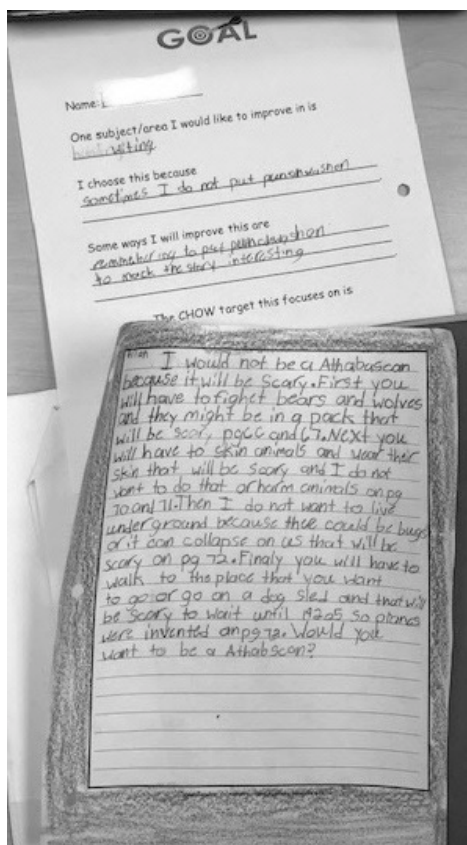 GOAL
Name:
One subject/area I would like to improve in is
writing
I choose this because
sometimes I do not put punshwashon
Some ways I will improve this are
remembering to put punchwashon
to mack the story interesting
The CHOW target this focuses on is
I would not be a Athabascan
because it will be scary. First you
will have to fighet bears and wolves
and they might be in a pack that
will be scary pg66 and 67. Next you
will have to skin animals and wear their
skin that will be scary and I do not
want to do that or harm animals on pg
70 and 71. Then I do not want to live
underground because thee could be bugs
or it can collapse on us that will be
scary on pg 72. Finaly you will have to
walk to the place that you want
to go or go on a dog sled and that will
be scary to wait until so planes
were invented on pg 72. Would you
want to be a Athabscan?